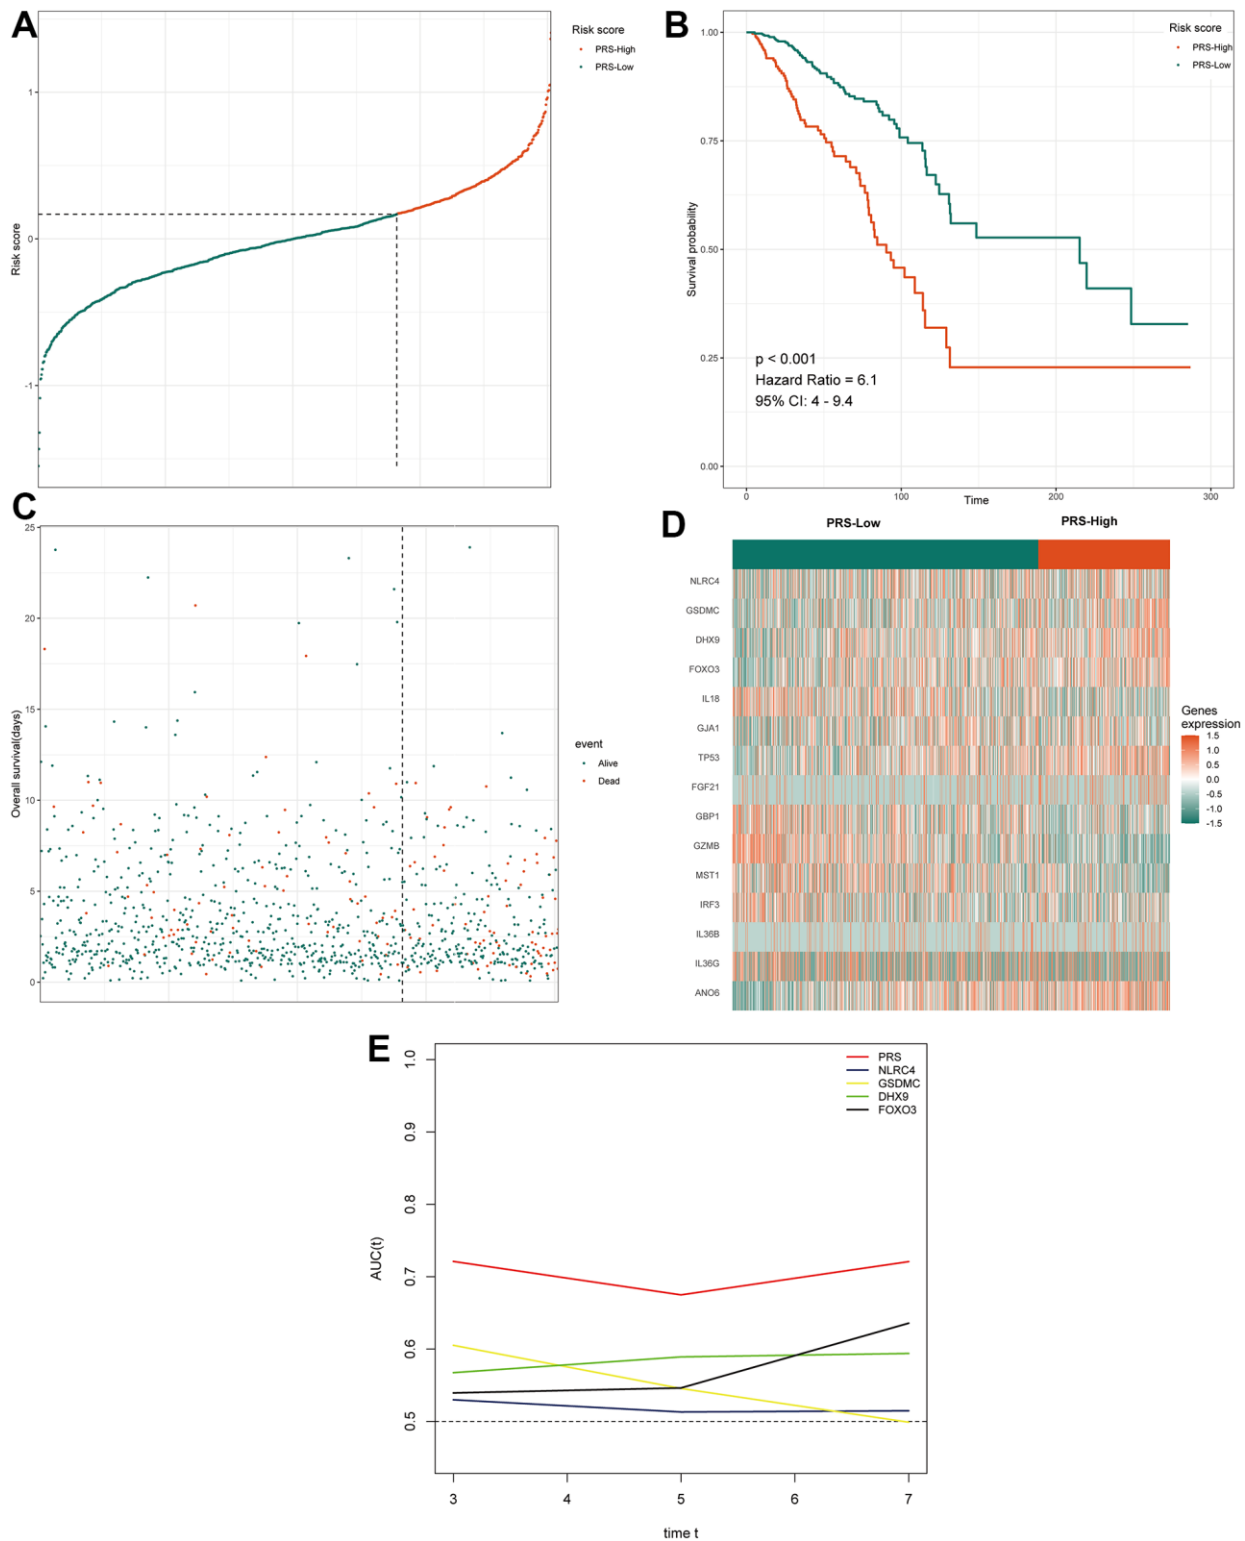 A
Risk score
PRS-High
PRS-Low
1
0
-1
Risk score
B
Risk score
PRS-High
PRS-Low
1.00
0.75
0.50
0.25
0.00
Survival probability
p < 0.001
Hazard Ratio = 6.1
95% CI: 4 - 9.4
0
100
200
300
Time
C
25
20
15
10
5
0
Overall survival(days)
event
Alive
Dead
D
PRS-Low
PRS-High
NLRC4
GSDMC
DHX9
FOXO3
IL18
GJA1
TP53
FGF21
GBP1
GZMB
MST1
IRF3
IL36B
IL36G
ANO6
Genes
expression
1.5
1.0
0.5
0.0
-0.5
-1.0
-1.5
E
PRS
NLRC4
GSDMC
DHX9
FOXO3
1.0
0.9
0.8
0.7
0.6
0.5
AUC(t)
3
4
5
6
7
time t